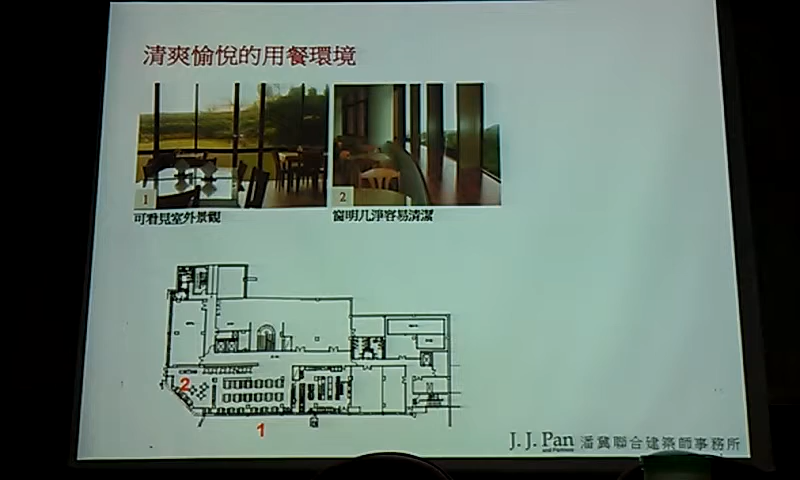 清爽愉悅的用餐環境
1
2
可看見室外景觀
窗明几淨容易清潔
2
1
J. J. Pan
and Partners
潘冀聯合建築師事務所